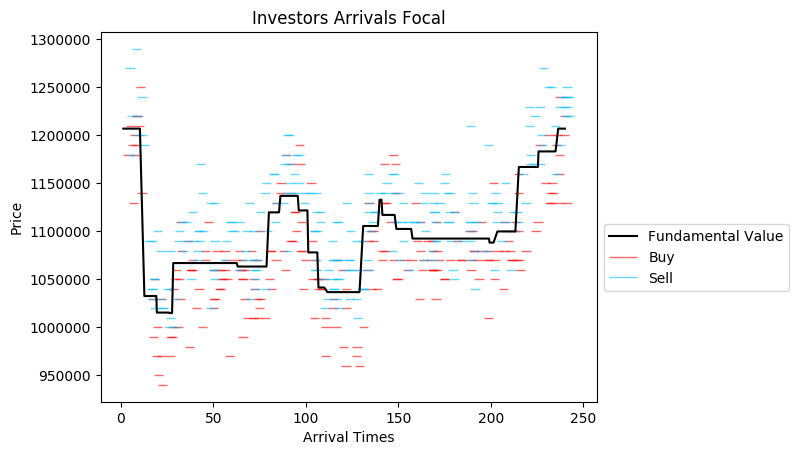 Investors Arrivals Focal
1300000
1250000
1200000
1150000
1100000
1050000
1000000
950000
Price
0 50 100 150 200 250
Arrival Times
Fundamental Value
Buy
Sell